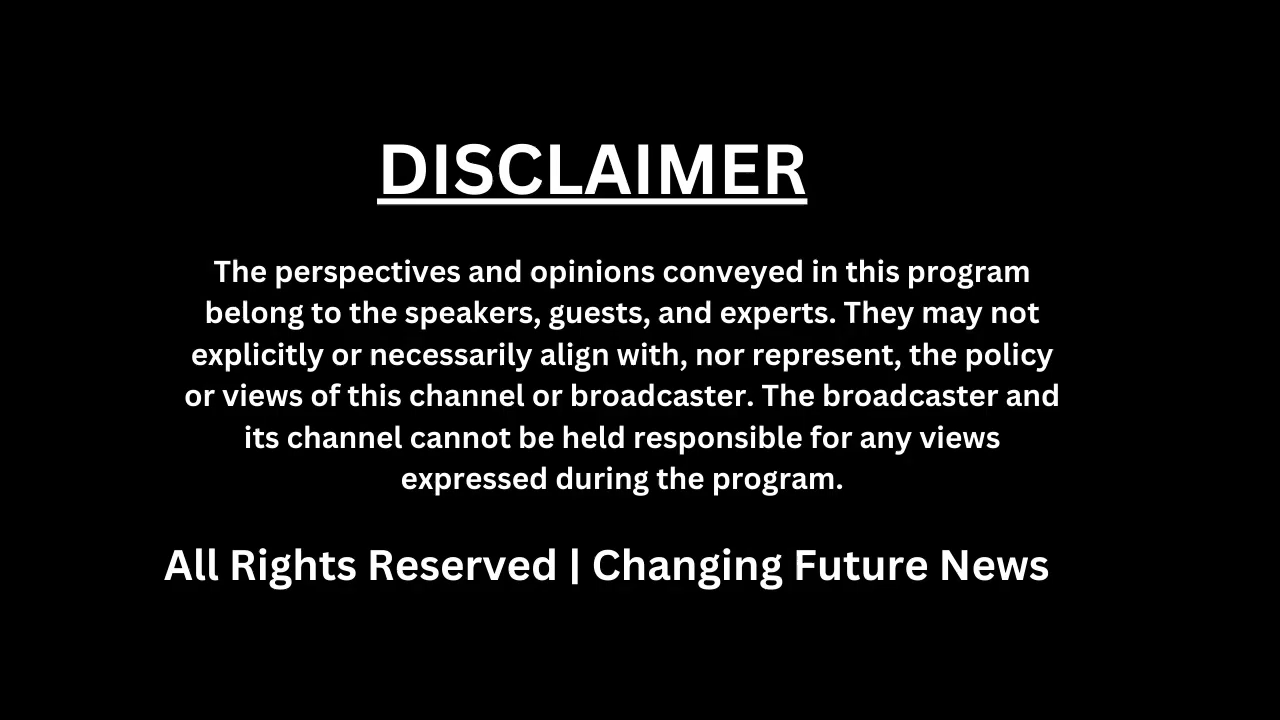 DISCLAIMER
The perspectives and opinions conveyed in this program
belong to the speakers, guests, and experts. They may not
explicitly or necessarily align with, nor represent, the policy
or views of this channel or broadcaster. The broadcaster and
its channel cannot be held responsible for any views
expressed during the program.
All Rights Reserved | Changing Future News